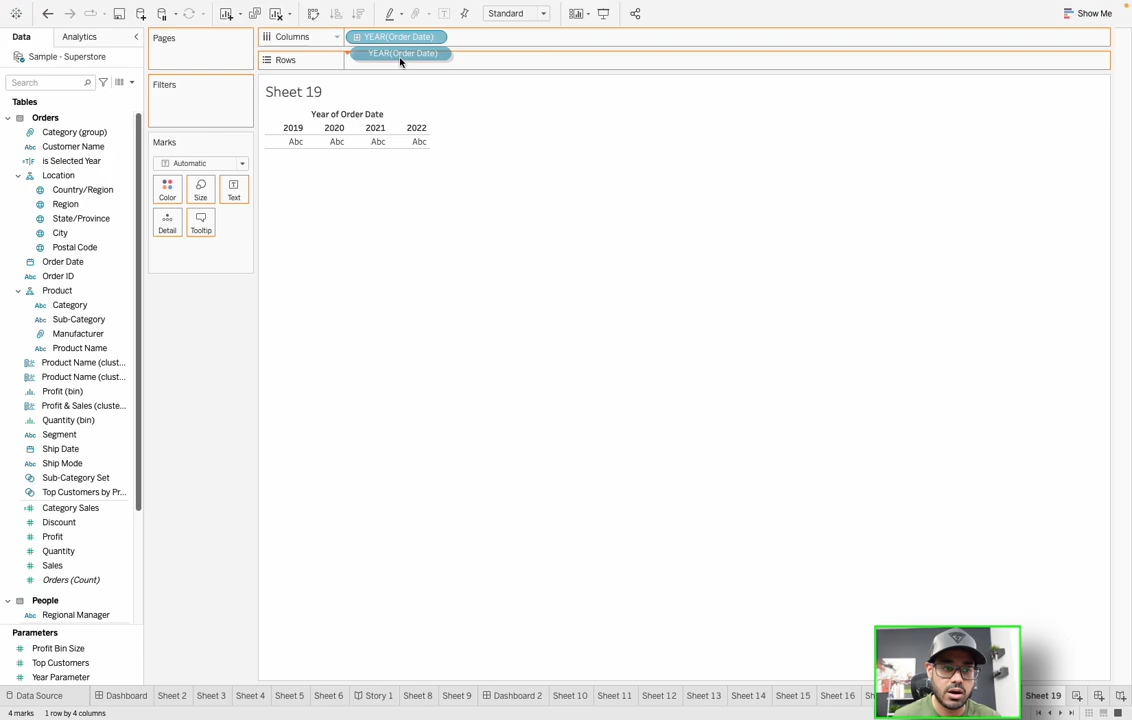 Standard
Show Me
Data
Analytics
Pages
Columns
YEAR(Order Date)
YEAR(Order Date)
Rows
Sample - Superstore
Search
Filters
Sheet 19
Tables
Orders
Category (group)
Customer Name
is Selected Year
Location
Country/Region
Region
State/Province
City
Postal Code
Order Date
Order ID
Product
Category
Sub-Category
Manufacturer
Product Name
Product Name (clust...
Product Name (clust...
Profit (bin)
Profit & Sales (cluste...
Quantity (bin)
Segment
Ship Date
Ship Mode
Sub-Category Set
Top Customers by Pr...
Category Sales
Discount
Profit
Quantity
Sales
Orders (Count)
People
Regional Manager
Parameters
Profit Bin Size
Top Customers
Year Parameter
Marks
Automatic
Color Size Text
Detail Tooltip
Year of Order Date
2019 2020 2021 2022
Abc Abc Abc Abc
Data Source Dashboard Sheet 2 Sheet 3 Sheet 4 Sheet 5 Sheet 6 Story 1 Sheet 8 Sheet 9 Dashboard 2 Sheet 10 Sheet 11 Sheet 12 Sheet 13 Sheet 14 Sheet 15 Sheet 16 Sheet 19
4 marks 1 row by 4 columns